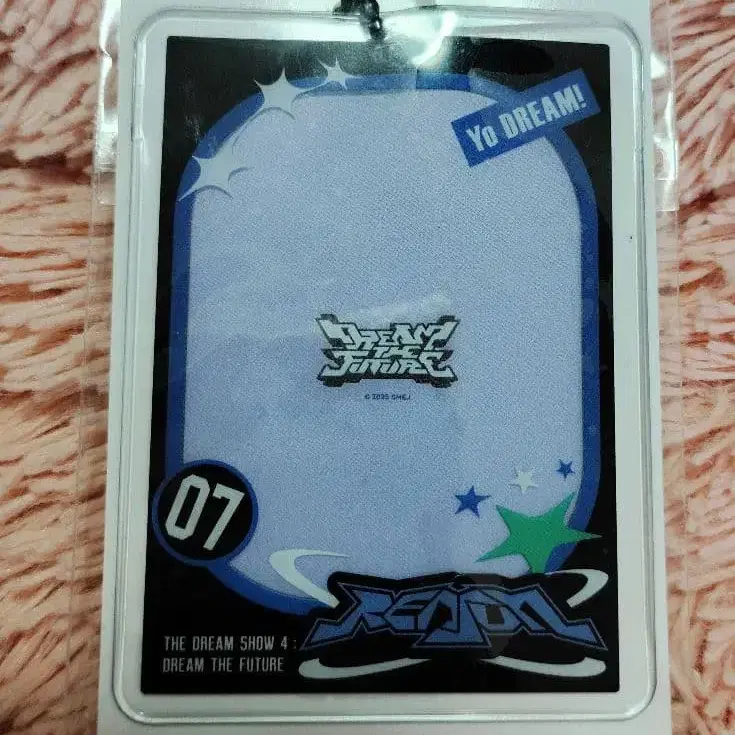 Yo DREAM!
DREAM
THE
FUTURE
© 2025 SMEJ
07
RENJUN
THE DREAM SHOW 4 :
DREAM THE FUTURE